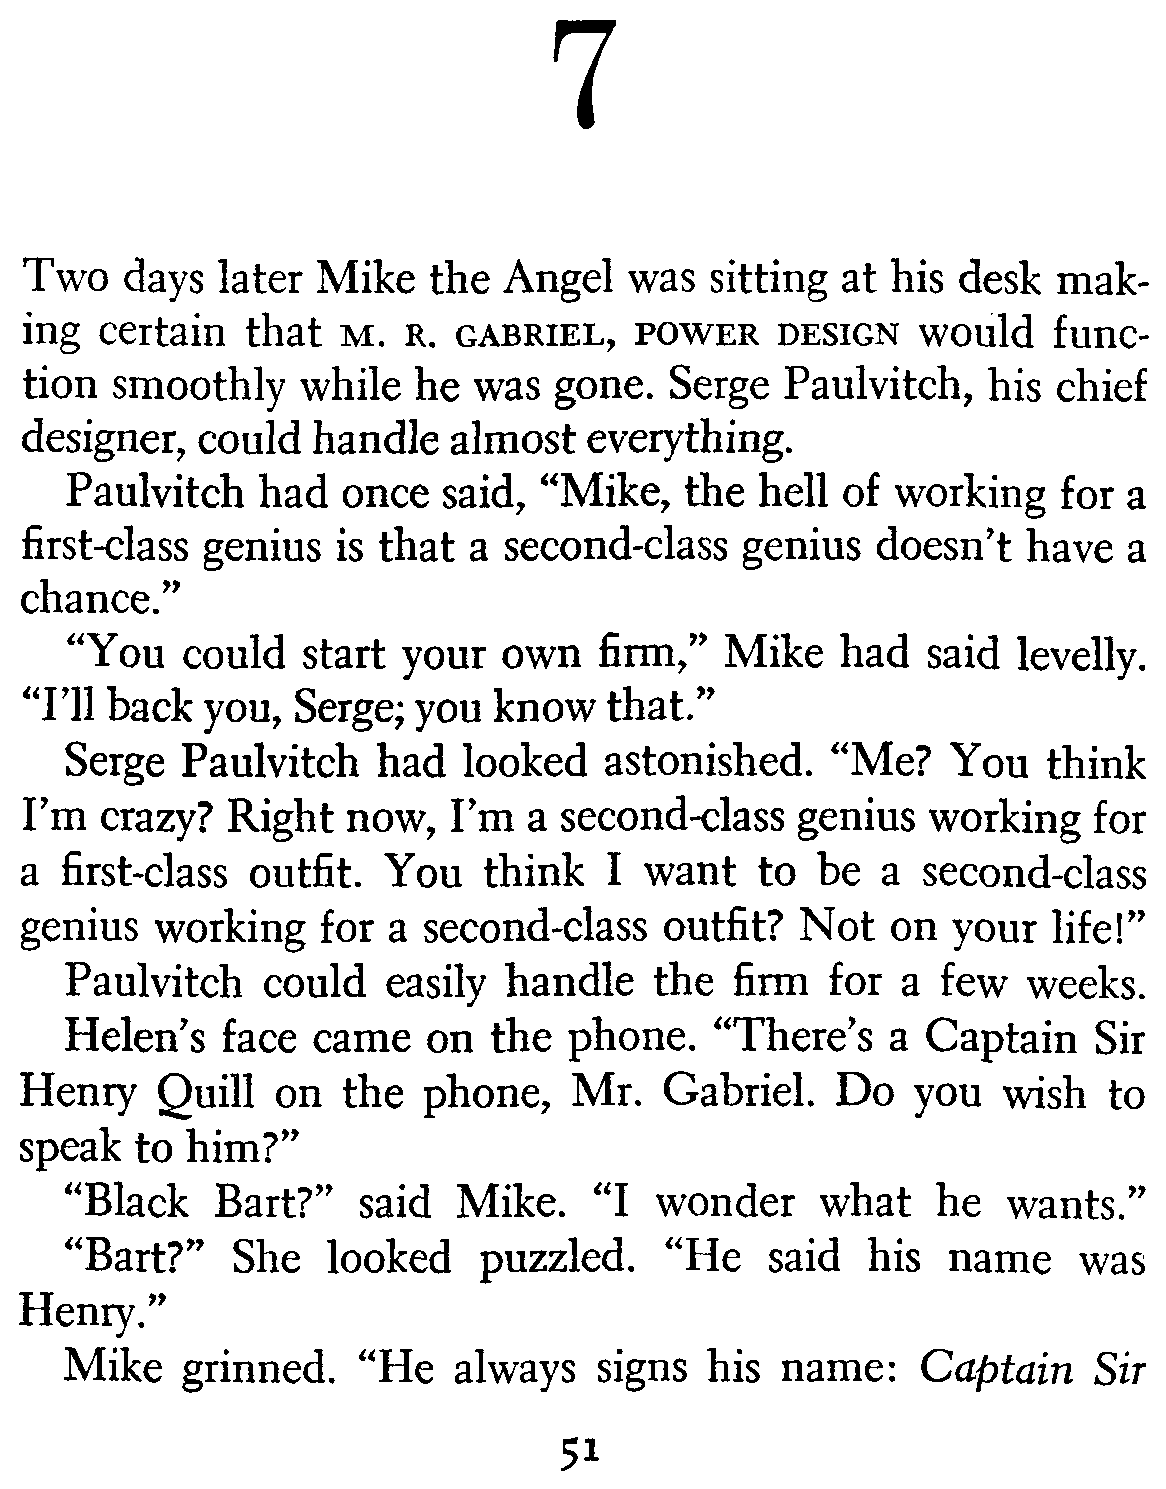 7
Two days later Mike the Angel was sitting at his desk mak-
ing certain that M. R. GABRIEL, POWER DESIGN would func-
tion smoothly while he was gone. Serge Paulvitch, his chief
designer, could handle almost everything.
Paulvitch had once said, “Mike, the hell of working for a
first-class genius is that a second-class genius doesn’t have a
chance.”
“You could start your own firm,” Mike had said levelly.
“I’ll back you, Serge; you know that.”
Serge Paulvitch had looked astonished. “Me? You think
I’m crazy? Right now, I’m a second-class genius working for
a first-class outfit. You think I want to be a second-class
genius working for a second-class outfit? Not on your life!”
Paulvitch could easily handle the firm for a few weeks.
Helen’s face came on the phone. “There’s a Captain Sir
Henry Quill on the phone, Mr. Gabriel. Do you wish to
speak to him?”
“Black Bart?” said Mike. “I wonder what he wants.”
“Bart?” She looked puzzled. “He said his name was
Henry.”
Mike grinned. “He always signs his name: Captain Sir
51